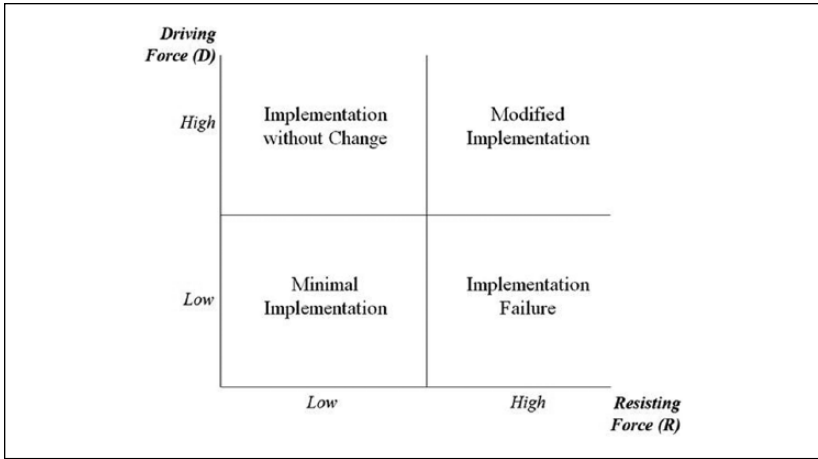 Driving
Force (D)
High
Implementation
without Change
Modified
Implementation
Low
Minimal
Implementation
Implementation
Failure
Low
High
Resisting
Force (R)